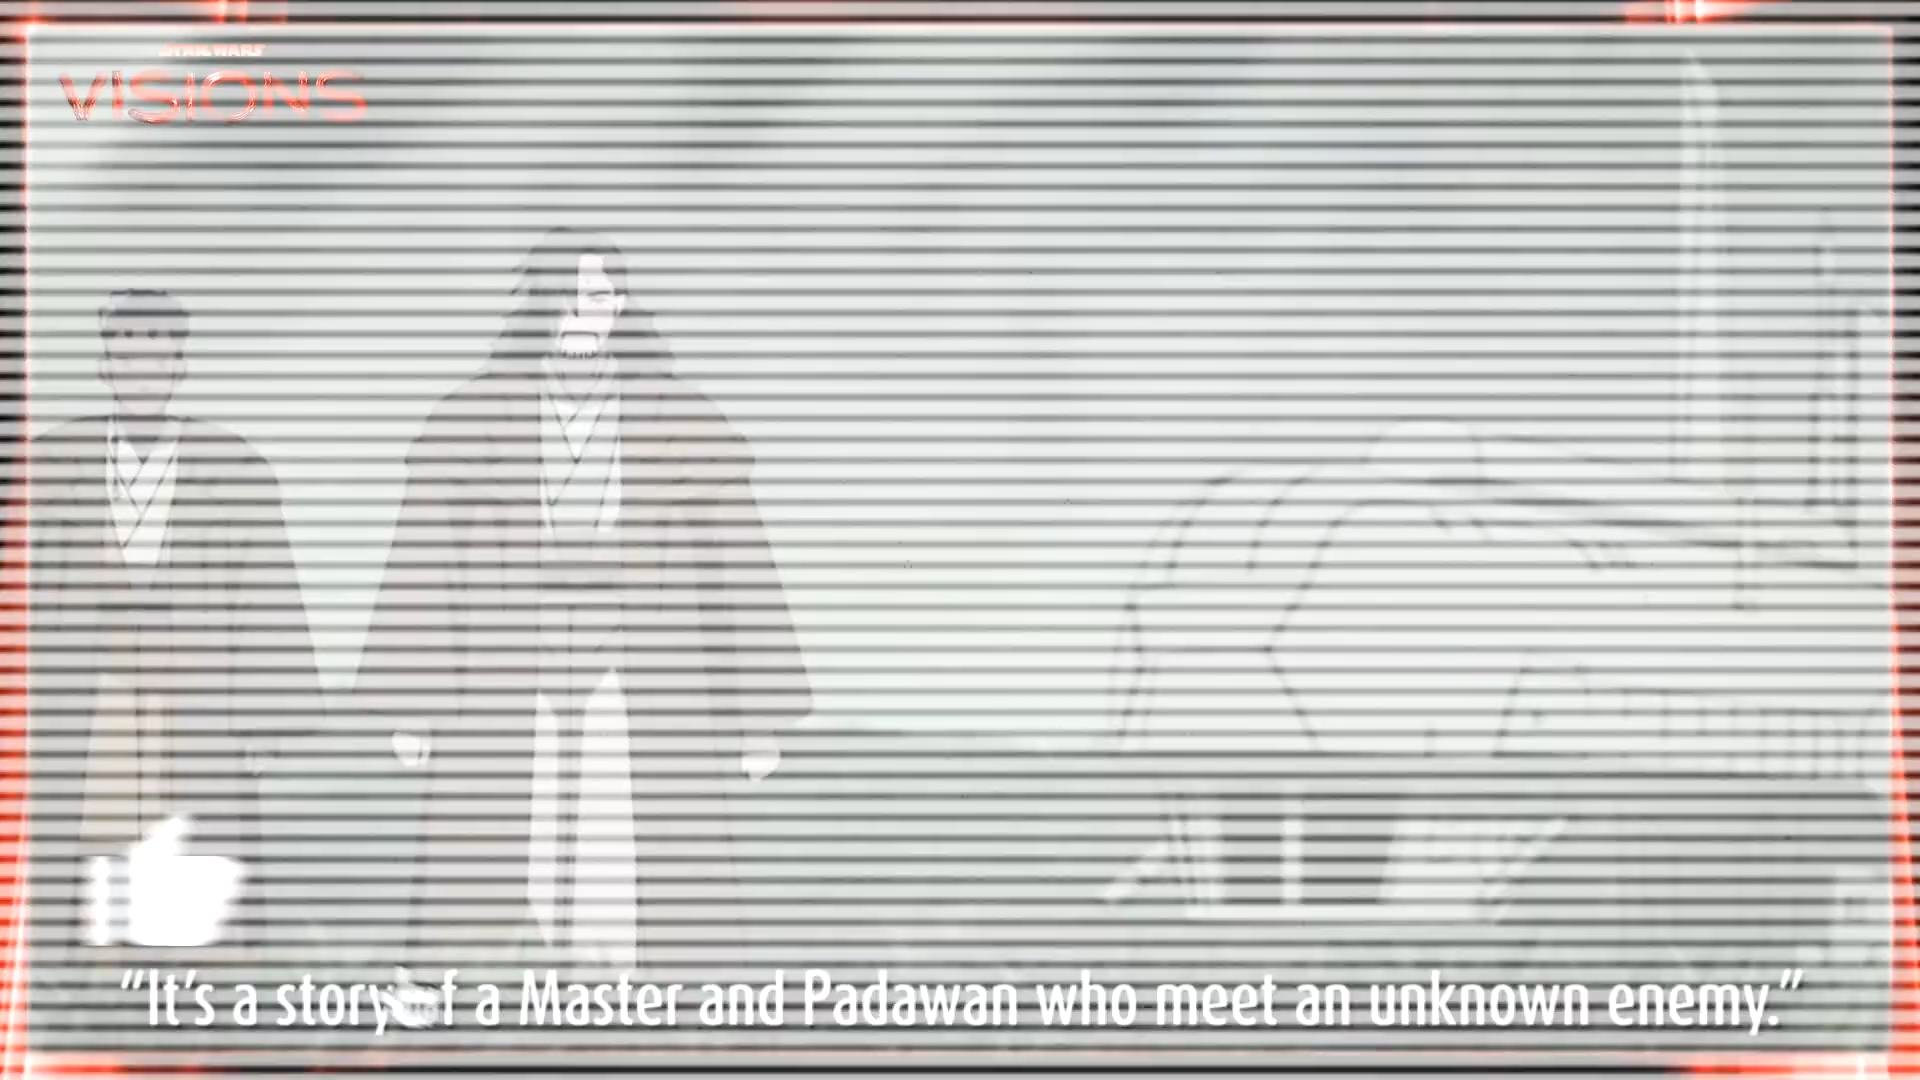 STAR WARS
VISIONS
“It’s a story of a Master and Padawan who meet an unknown enemy.”